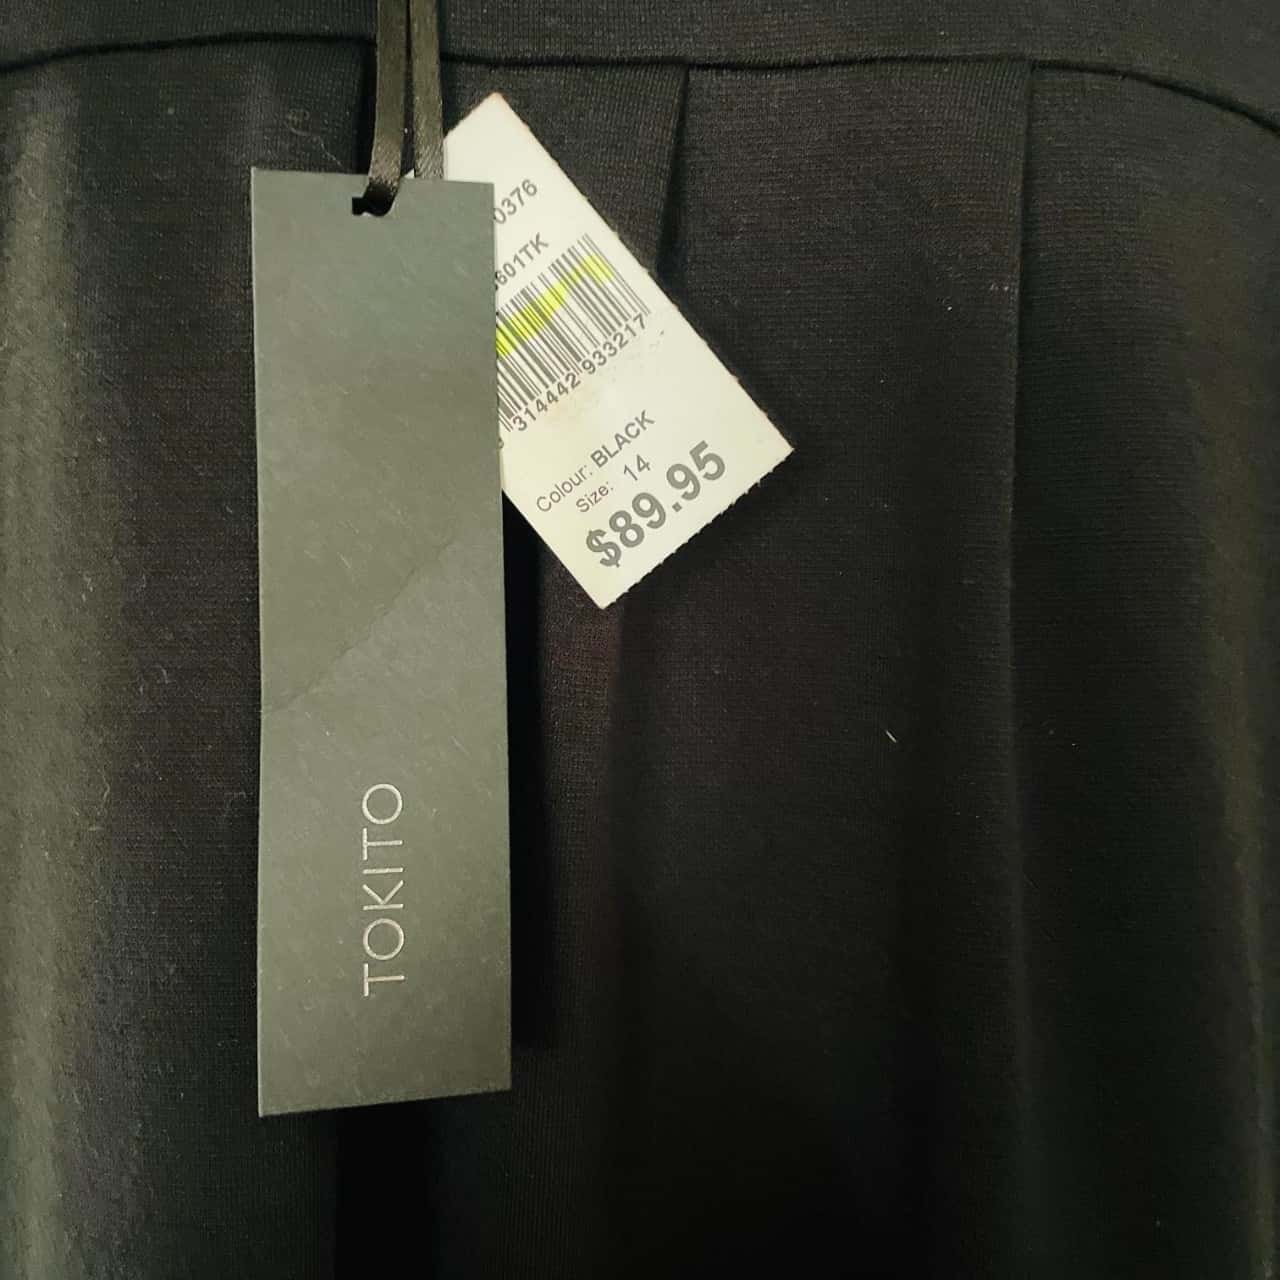 0376
601TK
314442 933217
Colour: BLACK
Size: 14
$89.95
TOKITO